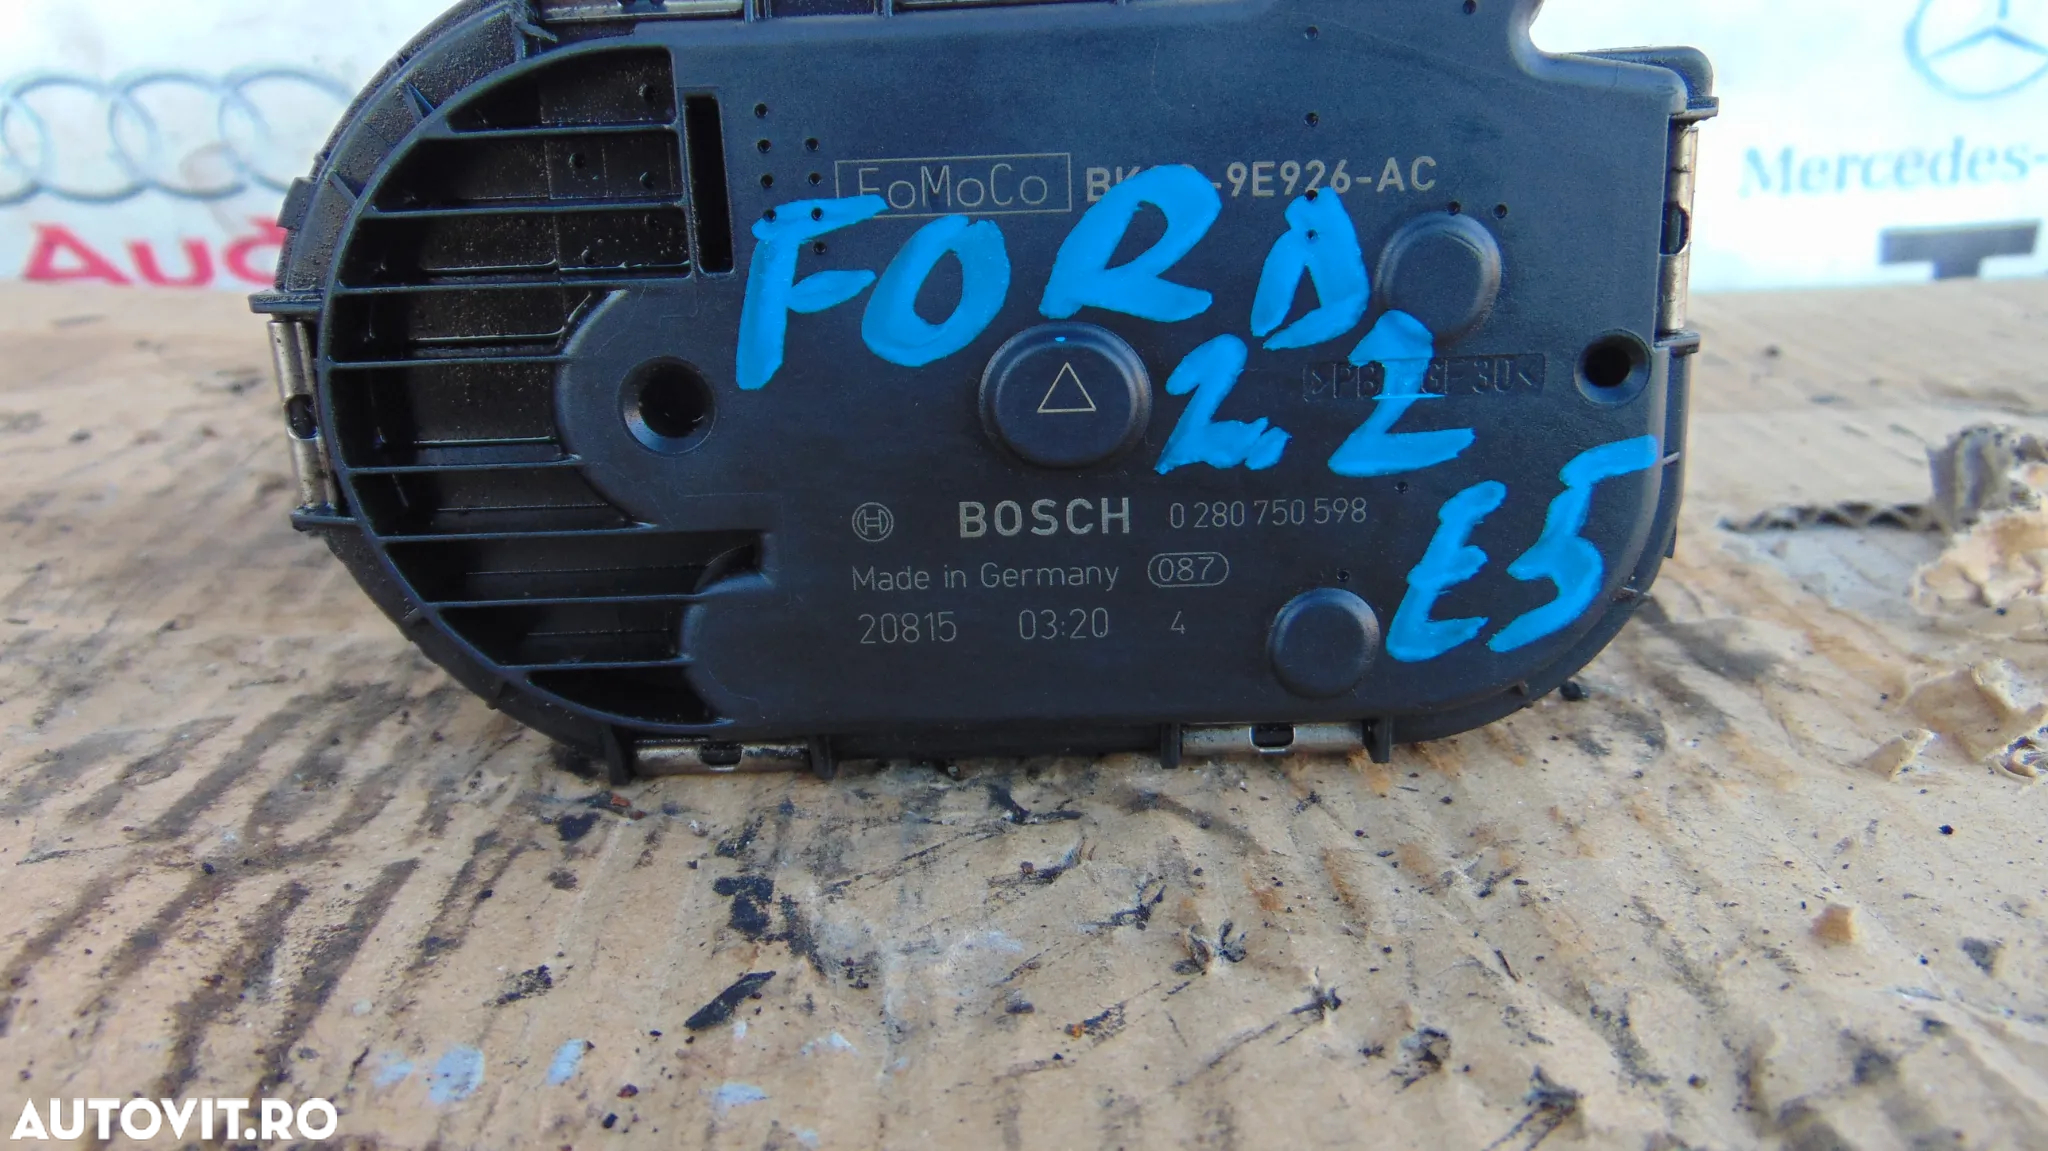 Audi
Mercedes-
FoMoCo -9E926-AC
FORD
2.2
E5
BOSCH 0 280 750 598
Made in Germany 087
20815 03:20 4
AUTOVIT.RO